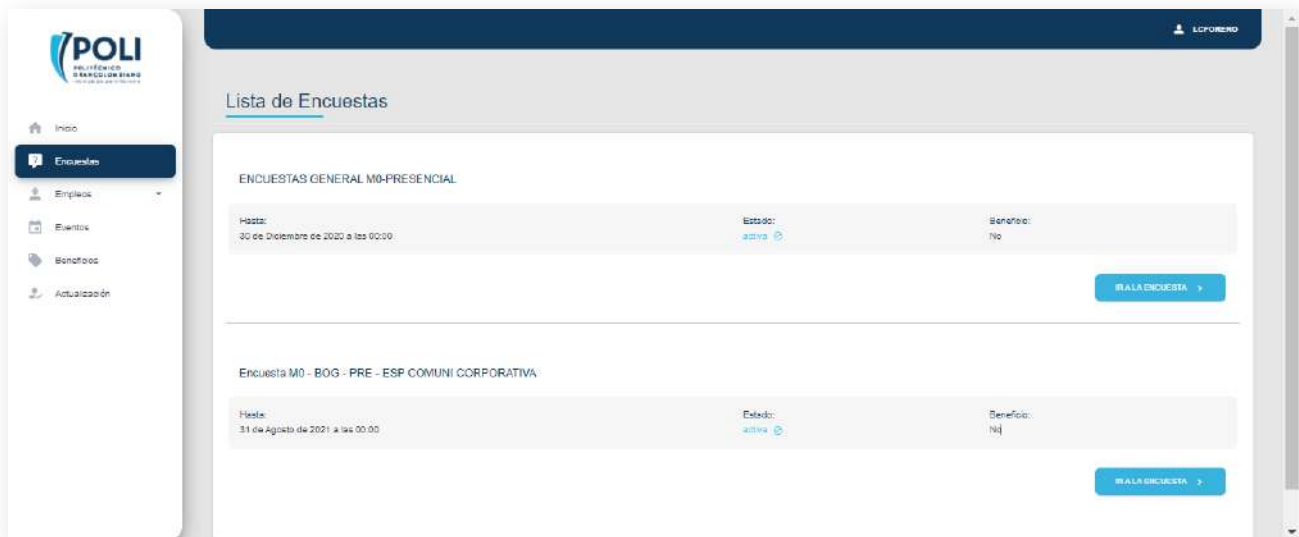 POLI
POLITÉCNICO
GRANCOLOMBIANO
LCFORERO
Lista de Encuestas
Inicio
Encuestas
Empleos
Eventos
Beneficios
Actualización
ENCUESTAS GENERAL M0-PRESENCIAL
Hasta: Estado: Beneficio:
30 de Diciembre de 2020 a las 00:00 activa No
IR A LA ENCUESTA
Encuesta M0 - BOG - PRE - ESP COMUNI CORPORATIVA
Hasta: Estado: Beneficio:
31 de Agosto de 2021 a las 00:00 activa No
IR A LA ENCUESTA